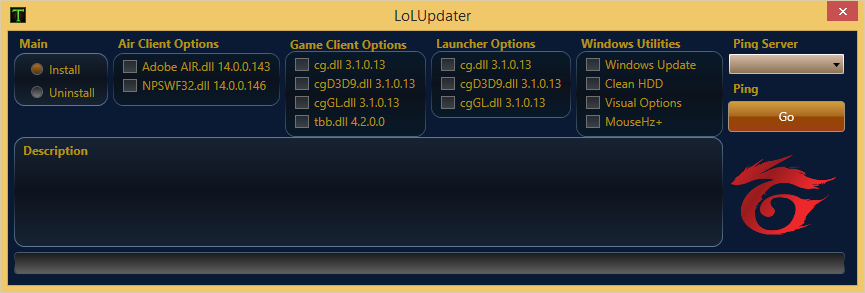 LoLUpdater
Main
Install
Uninstall
Air Client Options
Adobe AIR.dll 14.0.0.143
NPSWF32.dll 14.0.0.146
Game Client Options
cg.dll 3.1.0.13
cgD3D9.dll 3.1.0.13
cgGL.dll 3.1.0.13
tbb.dll 4.2.0.0
Launcher Options
cg.dll 3.1.0.13
cgD3D9.dll 3.1.0.13
cgGL.dll 3.1.0.13
Windows Utilities
Windows Update
Clean HDD
Visual Options
MouseHz+
Ping Server
Ping
Go
Description